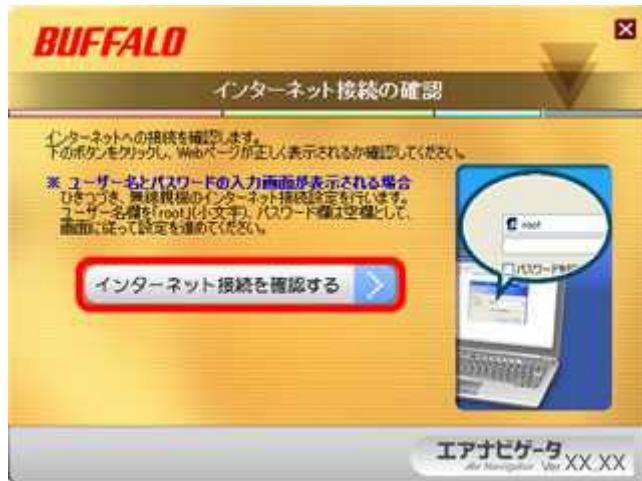 BUFFALO
インターネット接続の確認
インターネットへの接続を確認します。
下のボタンをクリックし、Webページが正しく表示されるか確認してください。
※ ユーザー名とパスワードの入力画面が表示される場合
ひきつづき、無線親機のインターネット接続設定を行います。
ユーザー名欄を「root」(小文字)、パスワード欄は空欄として、
画面に従って設定を進めてください。
root
インターネット接続を確認する
エアナビゲータ
Air Navigator Ver XX.XX